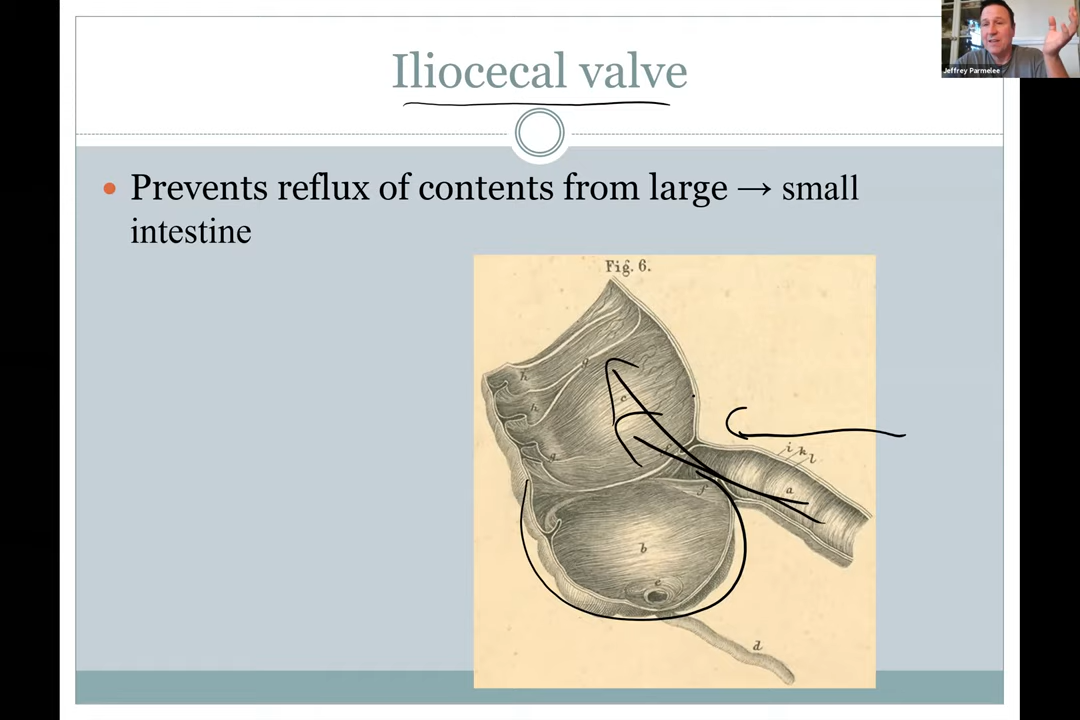 Iliocecal valve
Jeffrey Parmelee
• Prevents reflux of contents from large → small
intestine
Fig. 6.
g
h
c
h
g
f
i k l
a
f
b
e
d